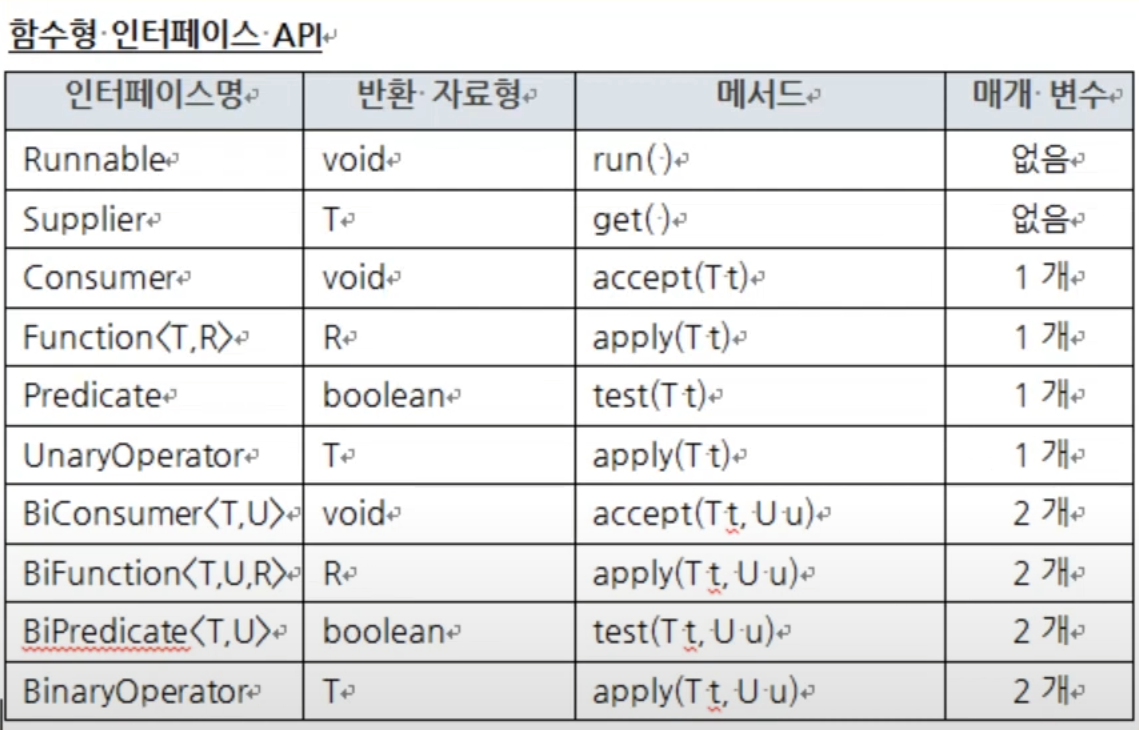 함수형 인터페이스 API
인터페이스명 반환 자료형 메서드 매개 변수
Runnable void run( ) 없음
Supplier T get( ) 없음
Consumer void accept(T t) 1 개
Function<T,R> R apply(T t) 1 개
Predicate boolean test(T t) 1 개
UnaryOperator T apply(T t) 1 개
BiConsumer<T,U> void accept(T t, U u) 2 개
BiFunction<T,U,R> R apply(T t, U u) 2 개
BiPredicate<T,U> boolean test(T t, U u) 2 개
BinaryOperator T apply(T t, U u) 2 개